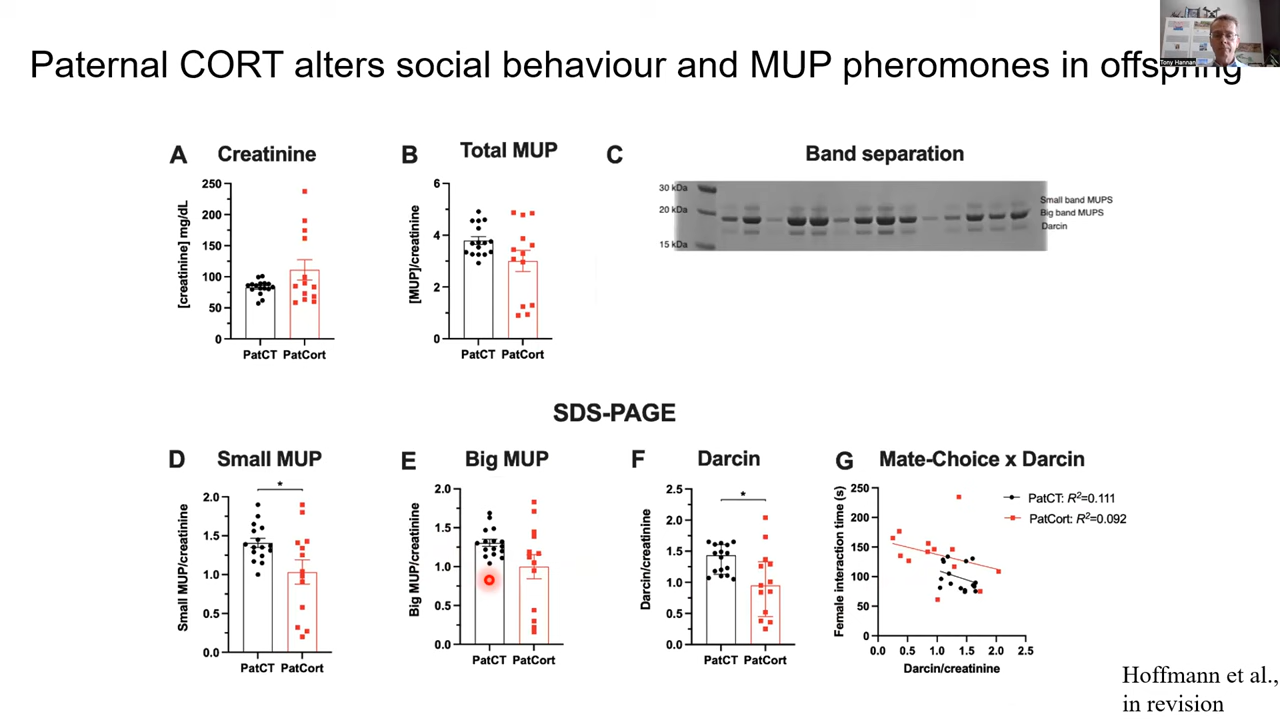 Paternal CORT alters social behaviour and MUP pheromones in offspring
Tony Hannan
A Creatinine
250
200
150
100
50
0
[creatinine] mg/dL
PatCT PatCort
B Total MUP
6
4
2
0
[MUP]/creatinine
PatCT PatCort
C Band separation
30 kDa
20 kDa
15 kDa
Small band MUPS
Big band MUPS
Darcin
SDS-PAGE
D Small MUP
*
2.0
1.5
1.0
0.5
0.0
Small MUP/creatinine
PatCT PatCort
E Big MUP
2.0
1.5
1.0
0.5
0.0
Big MUP/creatinine
PatCT PatCort
F Darcin
*
2.5
2.0
1.5
1.0
0.5
0.0
Darcin/creatinine
PatCT PatCort
G Mate-Choice x Darcin
250
200
150
100
50
0
Female interaction time (s)
PatCT: R²=0.111
PatCort: R²=0.092
0.0 0.5 1.0 1.5 2.0 2.5
Darcin/creatinine
Hoffmann et al.,
in revision